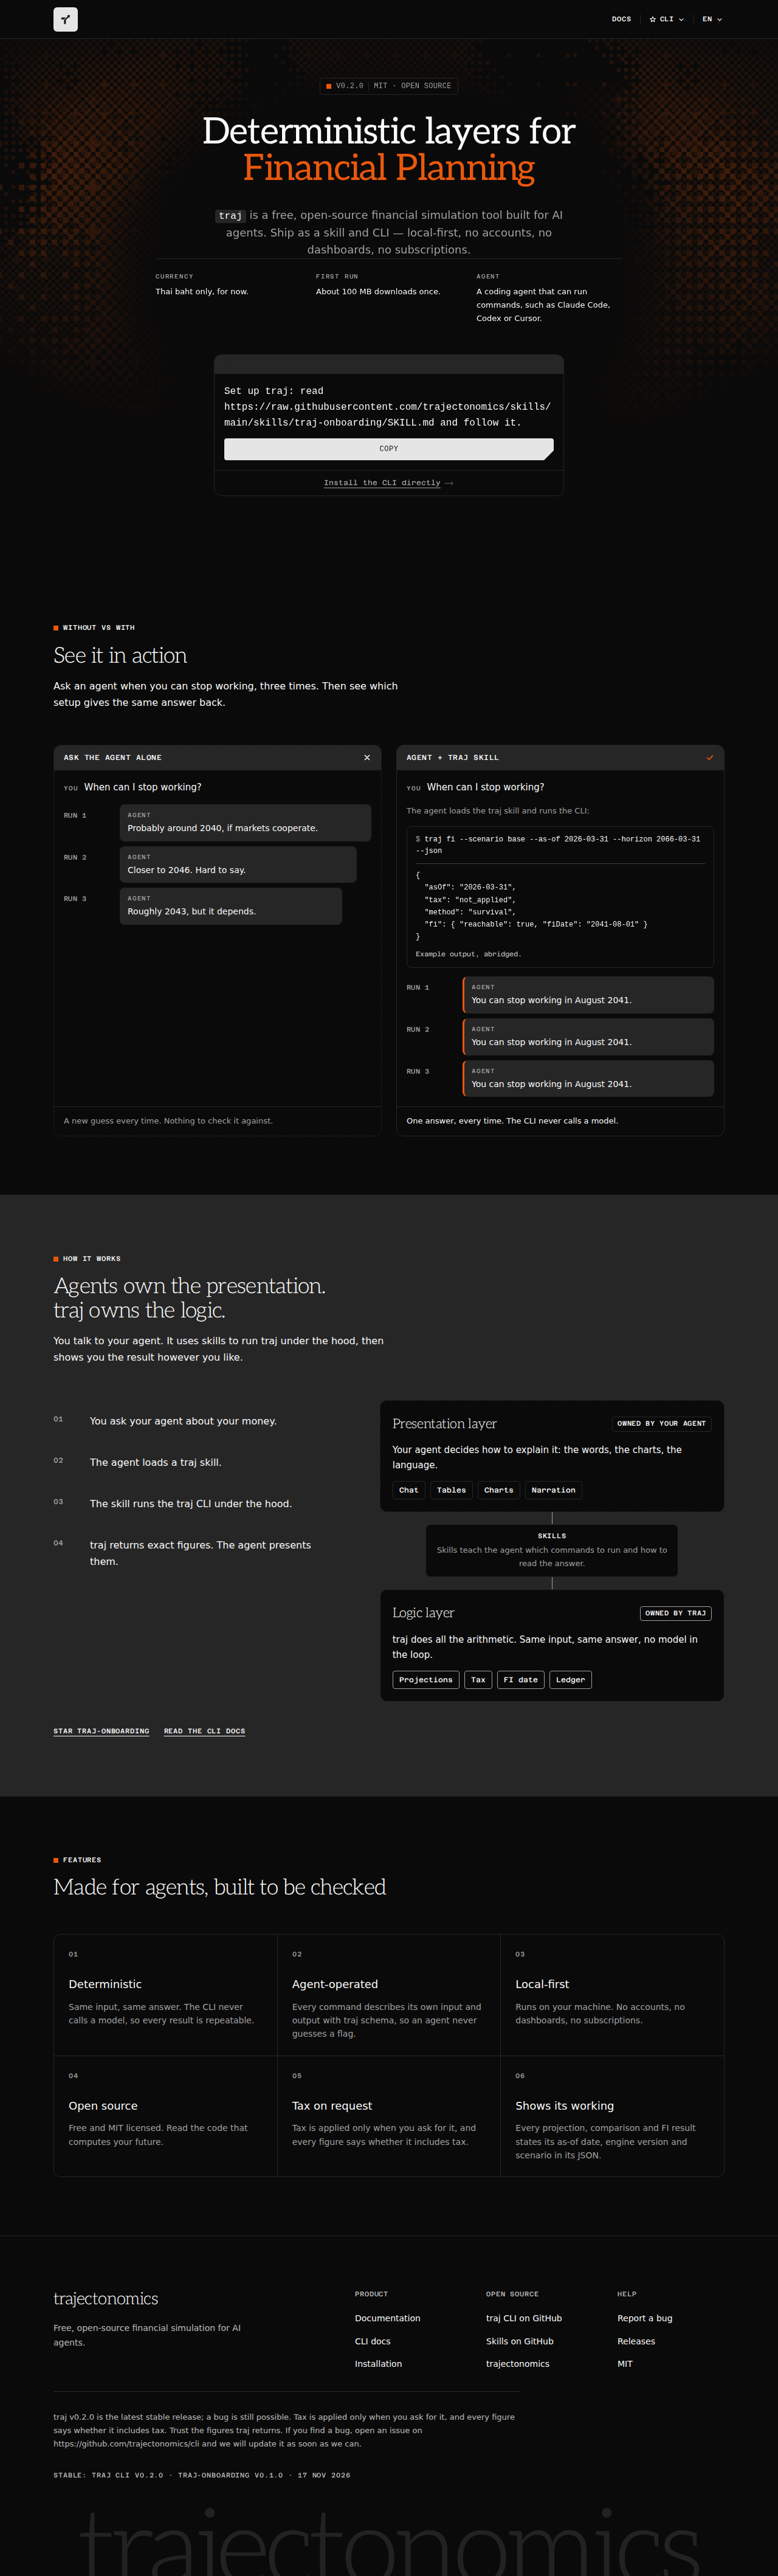 DOCS
CLI
EN
V0.2.0
MIT · OPEN SOURCE
Deterministic layers for
Financial Planning
traj is a free, open-source financial simulation tool built for AI
agents. Ship as a skill and CLI — local-first, no accounts, no
dashboards, no subscriptions.
CURRENCY
Thai baht only, for now.
FIRST RUN
About 100 MB downloads once.
AGENT
A coding agent that can run
commands, such as Claude Code,
Codex or Cursor.
Set up traj: read
https://raw.githubusercontent.com/trajectonomics/skills/
main/skills/traj-onboarding/SKILL.md and follow it.
COPY
Install the CLI directly
WITHOUT VS WITH
See it in action
Ask an agent when you can stop working, three times. Then see which
setup gives the same answer back.
ASK THE AGENT ALONE
YOU When can I stop working?
RUN 1
AGENT
Probably around 2040, if markets cooperate.
RUN 2
AGENT
Closer to 2046. Hard to say.
RUN 3
AGENT
Roughly 2043, but it depends.
A new guess every time. Nothing to check it against.
AGENT + TRAJ SKILL
YOU When can I stop working?
The agent loads the traj skill and runs the CLI:
$ traj fi --scenario base --as-of 2026-03-31 --horizon 2066-03-31
--json
{
"asOf": "2026-03-31",
"tax": "not_applied",
"method": "survival",
"fi": { "reachable": true, "fiDate": "2041-08-01" }
}
Example output, abridged.
RUN 1
AGENT
You can stop working in August 2041.
RUN 2
AGENT
You can stop working in August 2041.
RUN 3
AGENT
You can stop working in August 2041.
One answer, every time. The CLI never calls a model.
HOW IT WORKS
Agents own the presentation.
traj owns the logic.
You talk to your agent. It uses skills to run traj under the hood, then
shows you the result however you like.
01
You ask your agent about your money.
02
The agent loads a traj skill.
03
The skill runs the traj CLI under the hood.
04
traj returns exact figures. The agent presents
them.
Presentation layer
OWNED BY YOUR AGENT
Your agent decides how to explain it: the words, the charts, the
language.
Chat
Tables
Charts
Narration
SKILLS
Skills teach the agent which commands to run and how to
read the answer.
Logic layer
OWNED BY TRAJ
traj does all the arithmetic. Same input, same answer, no model in
the loop.
Projections
Tax
FI date
Ledger
STAR TRAJ-ONBOARDING
READ THE CLI DOCS
FEATURES
Made for agents, built to be checked
01
Deterministic
Same input, same answer. The CLI never
calls a model, so every result is repeatable.
02
Agent-operated
Every command describes its own input and
output with traj schema, so an agent never
guesses a flag.
03
Local-first
Runs on your machine. No accounts, no
dashboards, no subscriptions.
04
Open source
Free and MIT licensed. Read the code that
computes your future.
05
Tax on request
Tax is applied only when you ask for it, and
every figure says whether it includes tax.
06
Shows its working
Every projection, comparison and FI result
states its as-of date, engine version and
scenario in its JSON.
trajectonomics
Free, open-source financial simulation for AI
agents.
PRODUCT
Documentation
CLI docs
Installation
OPEN SOURCE
traj CLI on GitHub
Skills on GitHub
trajectonomics
HELP
Report a bug
Releases
MIT
traj v0.2.0 is the latest stable release; a bug is still possible. Tax is applied only when you ask for it, and every figure
says whether it includes tax. Trust the figures traj returns. If you find a bug, open an issue on
https://github.com/trajectonomics/cli and we will update it as soon as we can.
STABLE: TRAJ CLI V0.2.0 · TRAJ-ONBOARDING V0.1.0 · 17 NOV 2026
trajectonomics